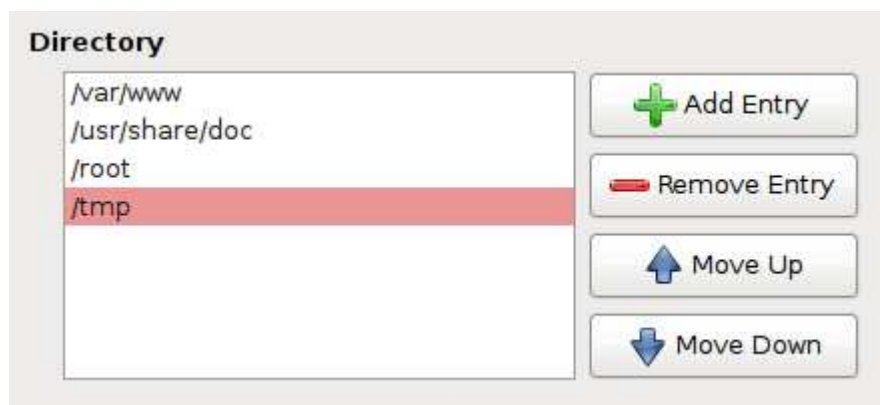 Directory
/var/www
/usr/share/doc
/root
/tmp
Add Entry
Remove Entry
Move Up
Move Down